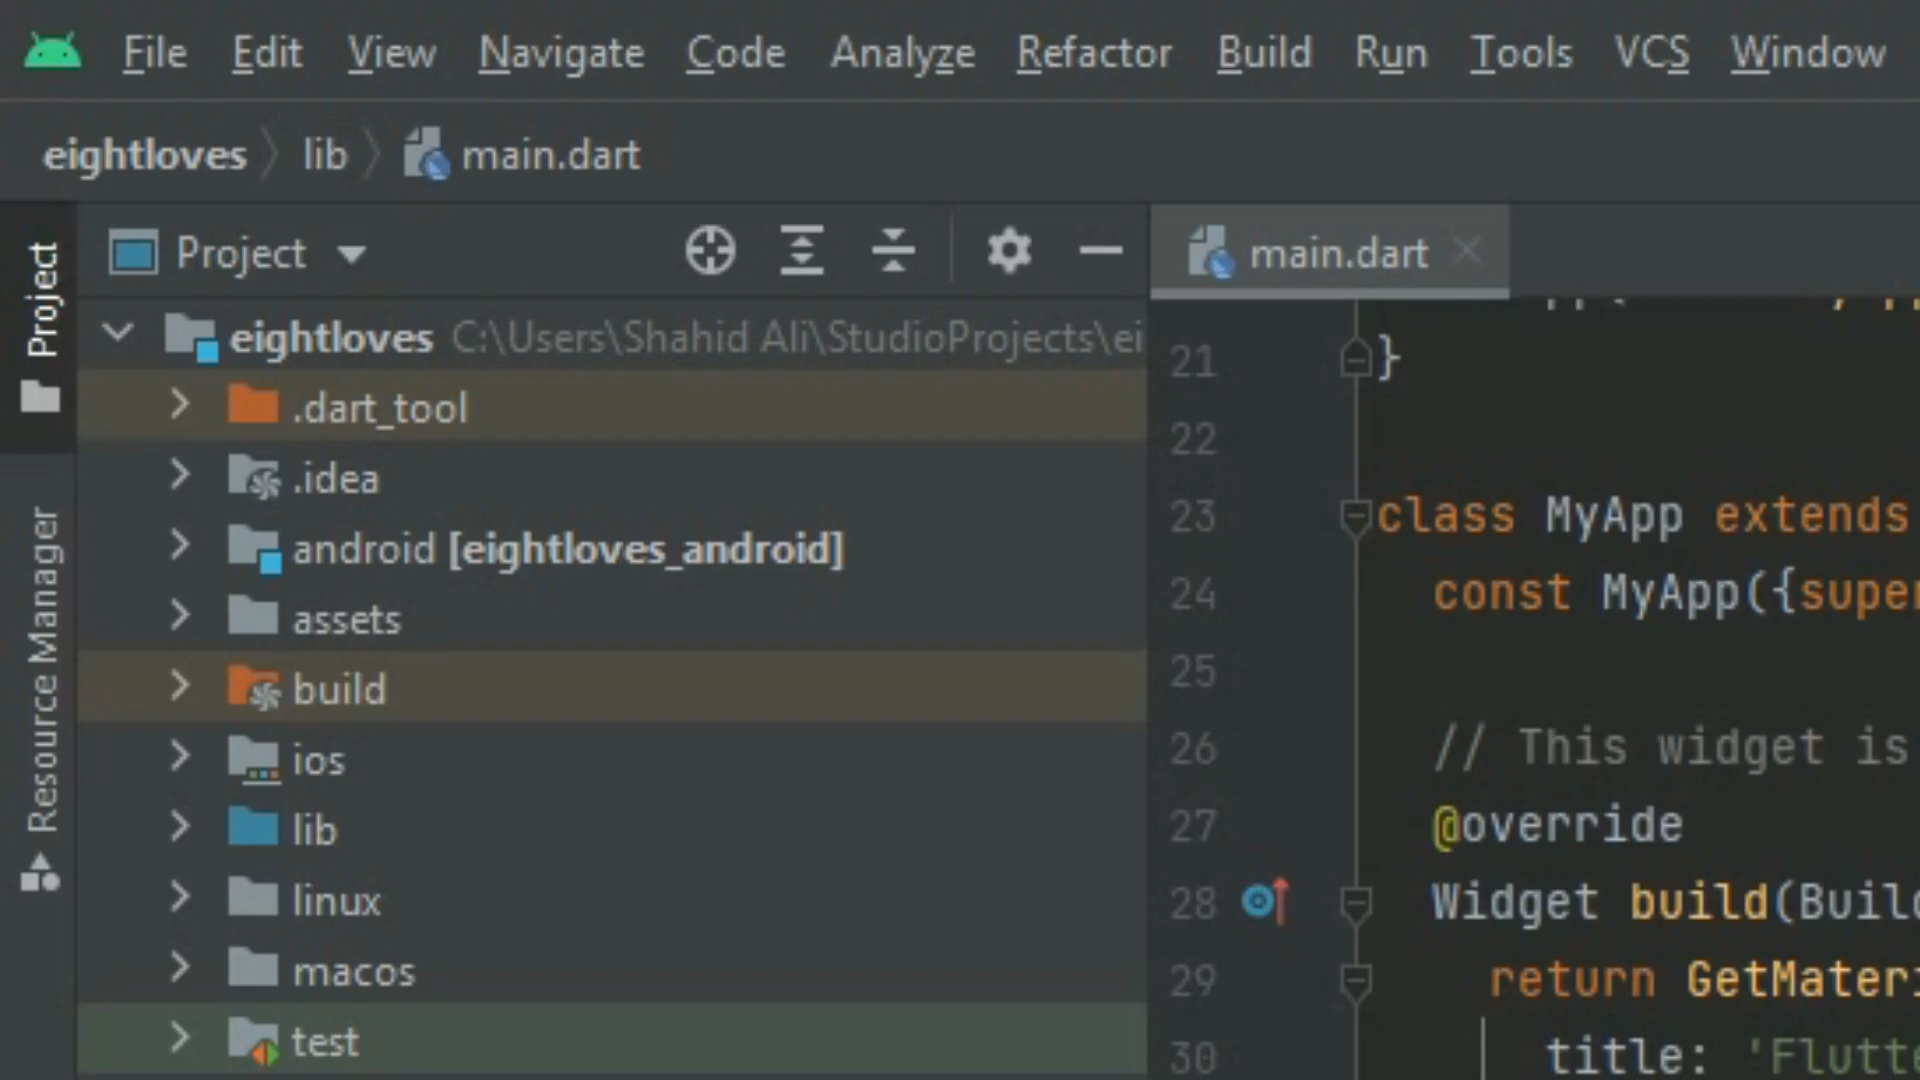 File Edit View Navigate Code Analyze Refactor Build Run Tools VCS Window
eightloves lib main.dart
Project
Resource Manager
Project
eightloves C:\Users\Shahid Ali\StudioProjects\ei
.dart_tool
.idea
android [eightloves_android]
assets
build
ios
lib
linux
macos
test
main.dart
21 }
22
23 class MyApp extends
24 const MyApp({super
25
26 // This widget is
27 @override
28 Widget build(Build
29 return GetMateri
30 title: 'Flutte